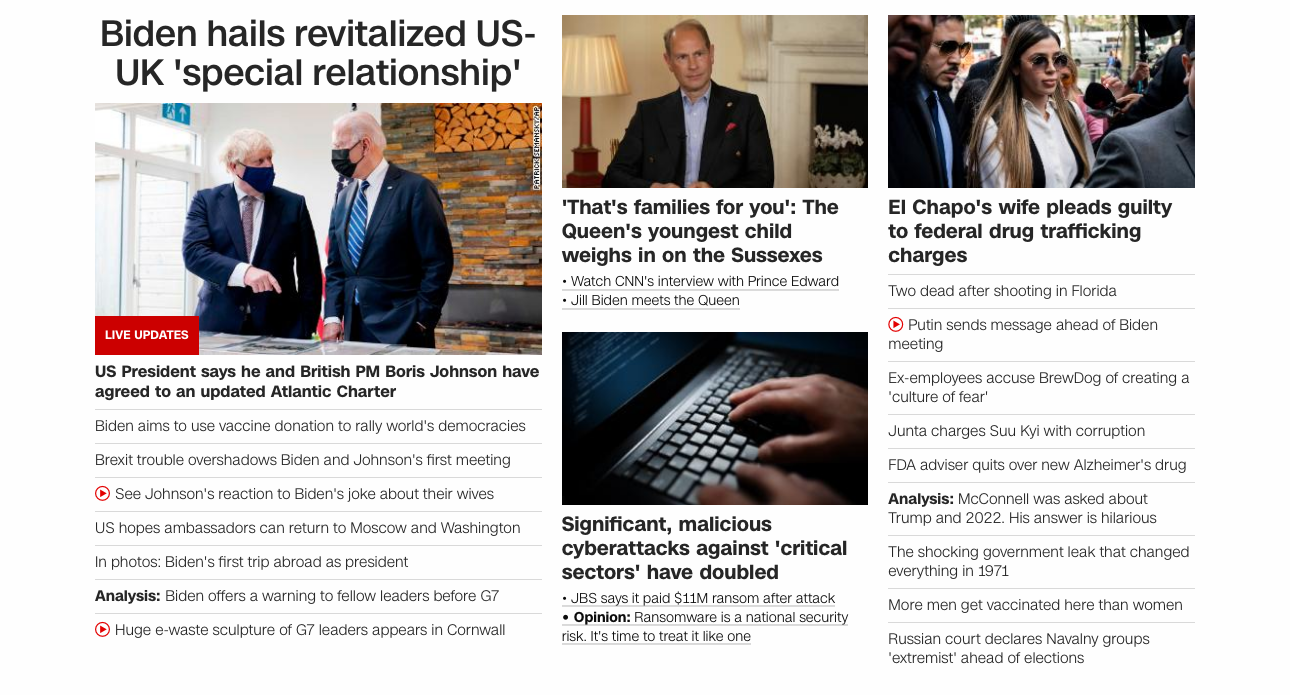 Biden hails revitalized US-
UK 'special relationship'
PATRICK SEMANSKY/AP
LIVE UPDATES
US President says he and British PM Boris Johnson have
agreed to an updated Atlantic Charter
Biden aims to use vaccine donation to rally world's democracies
Brexit trouble overshadows Biden and Johnson's first meeting
See Johnson's reaction to Biden's joke about their wives
US hopes ambassadors can return to Moscow and Washington
In photos: Biden's first trip abroad as president
Analysis: Biden offers a warning to fellow leaders before G7
Huge e-waste sculpture of G7 leaders appears in Cornwall
'That's families for you': The
Queen's youngest child
weighs in on the Sussexes
• Watch CNN's interview with Prince Edward
• Jill Biden meets the Queen
Significant, malicious
cyberattacks against 'critical
sectors' have doubled
• JBS says it paid $11M ransom after attack
• Opinion: Ransomware is a national security
risk. It's time to treat it like one
El Chapo's wife pleads guilty
to federal drug trafficking
charges
Two dead after shooting in Florida
Putin sends message ahead of Biden
meeting
Ex-employees accuse BrewDog of creating a
'culture of fear'
Junta charges Suu Kyi with corruption
FDA adviser quits over new Alzheimer's drug
Analysis: McConnell was asked about
Trump and 2022. His answer is hilarious
The shocking government leak that changed
everything in 1971
More men get vaccinated here than women
Russian court declares Navalny groups
'extremist' ahead of elections